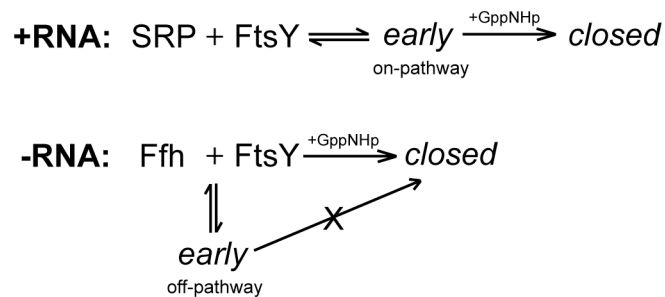 +RNA: SRP + FtsY early +GppNHp closed
on-pathway
-RNA: Ffh + FtsY +GppNHp closed
X
early
off-pathway